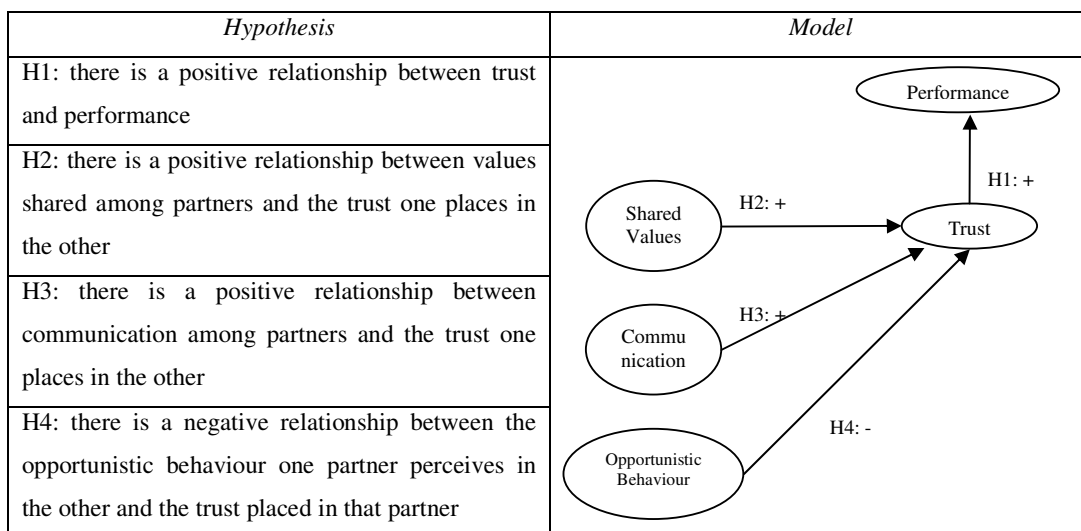 Hypothesis
Model
H1: there is a positive relationship between trust
and performance
H2: there is a positive relationship between values
shared among partners and the trust one places in
the other
H3: there is a positive relationship between
communication among partners and the trust one
places in the other
H4: there is a negative relationship between the
opportunistic behaviour one partner perceives in
the other and the trust placed in that partner
Performance
H1: +
Shared
Values
H2: +
Trust
H3: +
Commu
nication
H4: -
Opportunistic
Behaviour